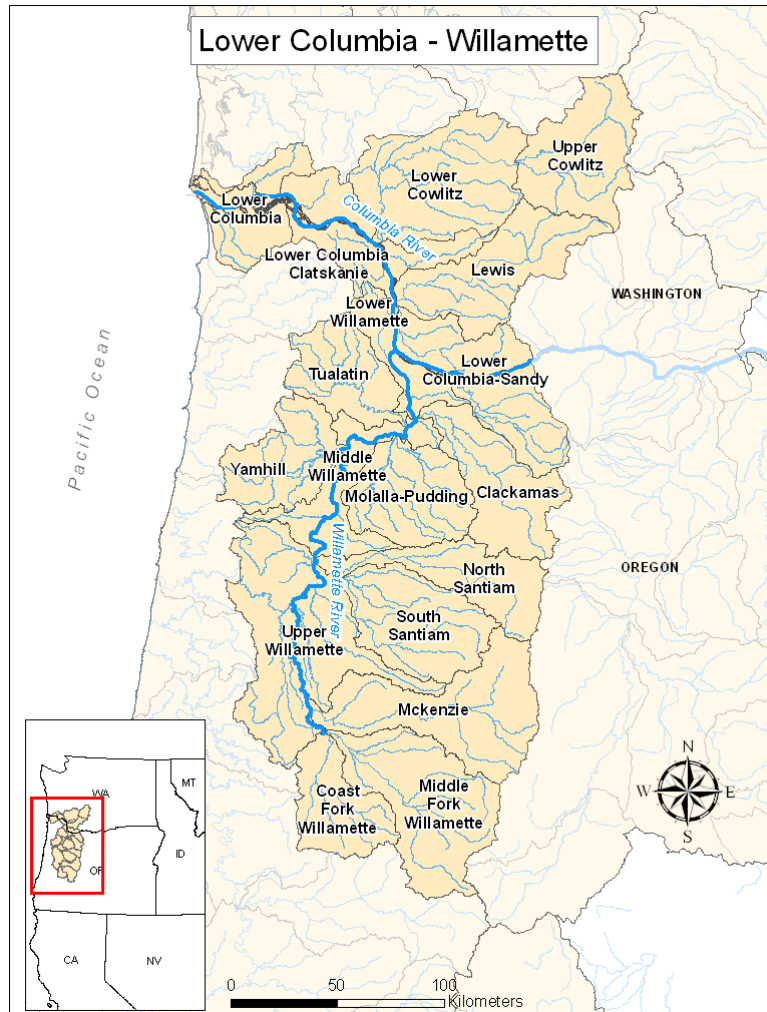 Lower Columbia - Willamette
Upper
Cowlitz
Lower
Cowlitz
Lower
Columbia
Columbia River
Lower Columbia
Clatskanie
Lewis
WASHINGTON
Lower
Willamette
Lower
Columbia-Sandy
Tualatin
Pacific Ocean
Yamhill
Middle
Willamette
Molalla-Pudding
Clackamas
Willamette River
North
Santiam
OREGON
South
Santiam
Upper
Willamette
Mckenzie
Coast
Fork
Willamette
Middle
Fork
Willamette
N
W
E
S
WA
MT
OR
ID
CA
NV
0
50
100
Kilometers